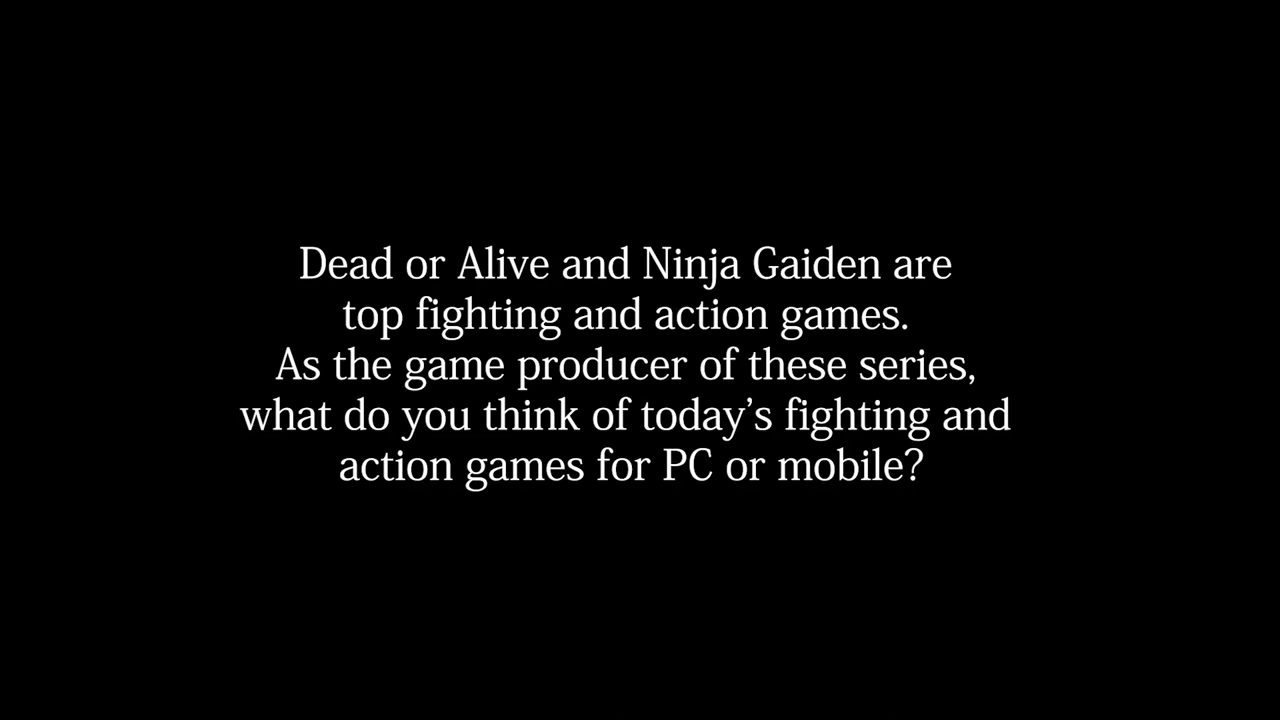 Dead or Alive and Ninja Gaiden are
top fighting and action games.
As the game producer of these series,
what do you think of today’s fighting and
action games for PC or mobile?